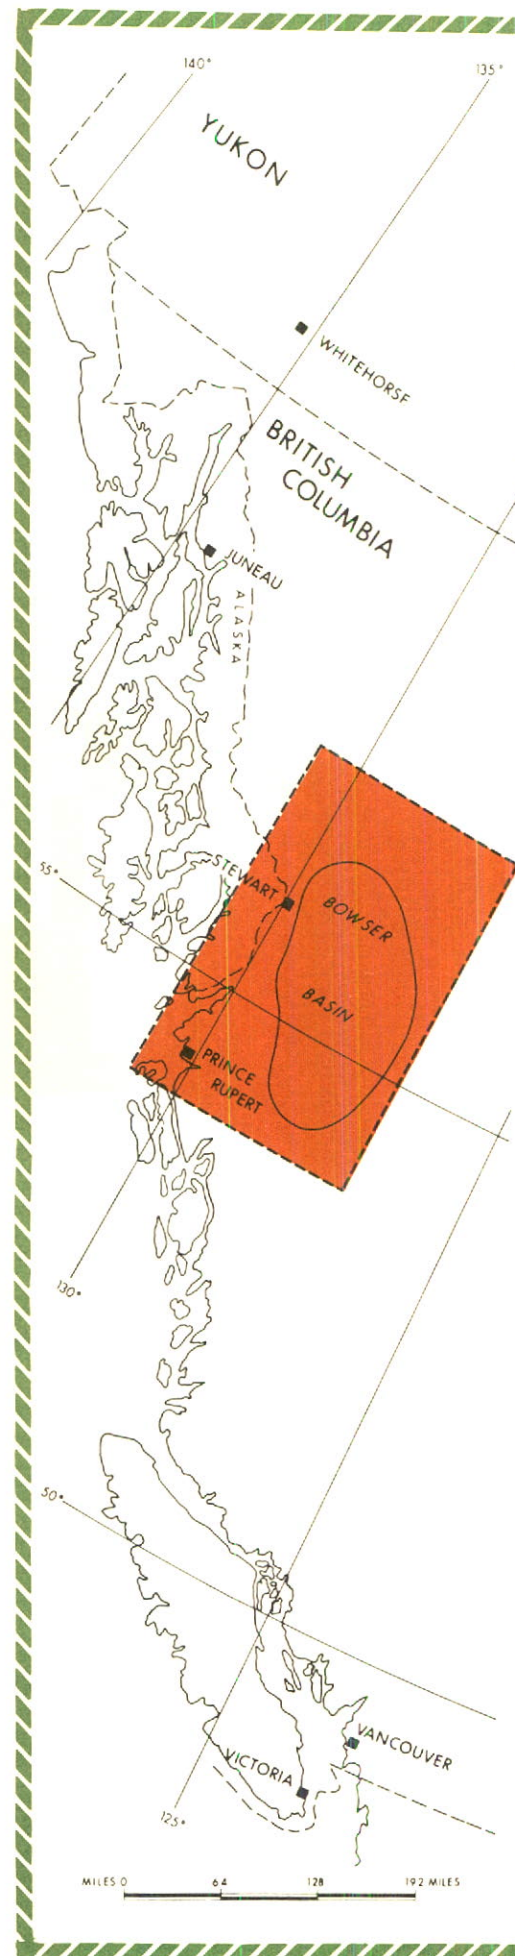 140°
135°
YUKON
WHITEHORSE
BRITISH
COLUMBIA
JUNEAU
ALASKA
55°
STEWART
BOWSER
BASIN
PRINCE
RUPERT
130°
50°
VANCOUVER
VICTORIA
125°
MILES 0 64 128 192 MILES